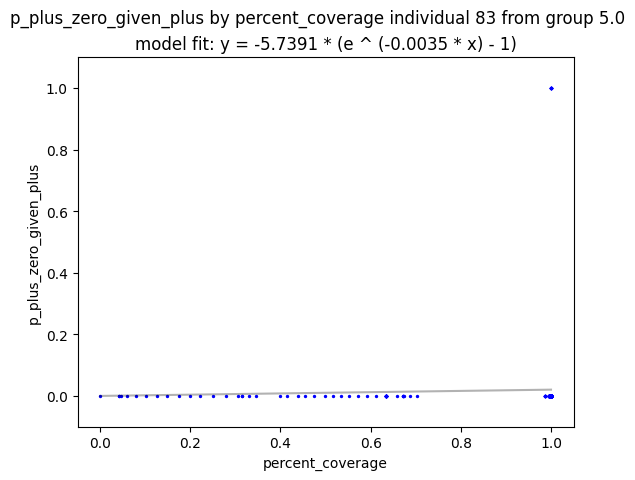 p_plus_zero_given_plus by percent_coverage individual 83 from group 5.0
model fit: y = -5.7391 * (e ^ (-0.0035 * x) - 1)
1.0
0.8
0.6
0.4
0.2
0.0
p_plus_zero_given_plus
0.0 0.2 0.4 0.6 0.8 1.0
percent_coverage